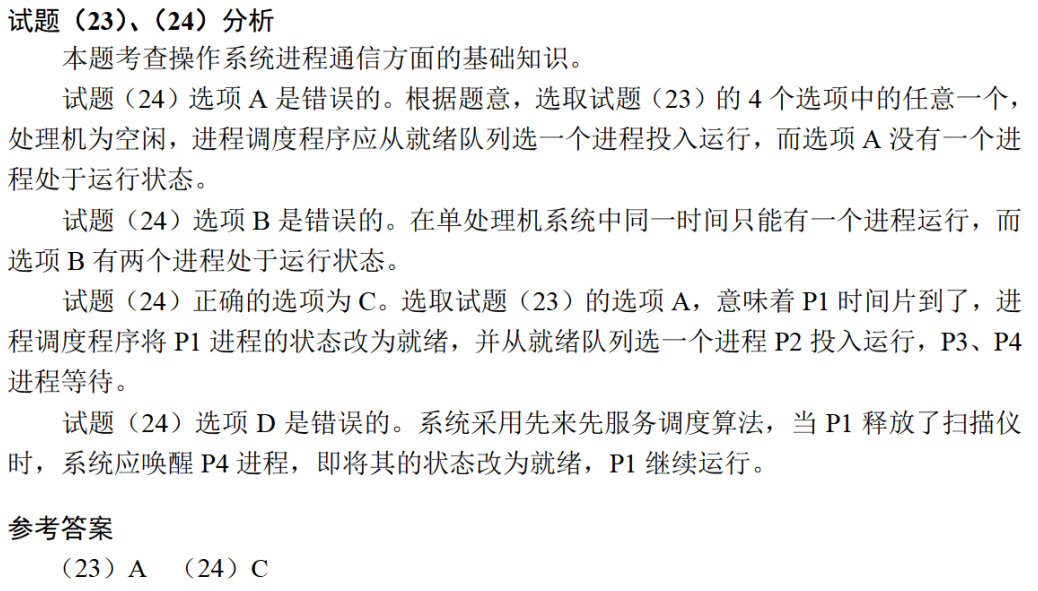 试题（23）、（24）分析
本题考查操作系统进程通信方面的基础知识。
试题（24）选项 A 是错误的。根据题意，选取试题（23）的 4 个选项中的任意一个，
处理机为空闲，进程调度程序应从就绪队列选一个进程投入运行，而选项 A 没有一个进
程处于运行状态。
试题（24）选项 B 是错误的。在单处理机系统中同一时间只能有一个进程运行，而
选项 B 有两个进程处于运行状态。
试题（24）正确的选项为 C。选取试题（23）的选项 A，意味着 P1 时间片到了，进
程调度程序将 P1 进程的状态改为就绪，并从就绪队列选一个进程 P2 投入运行，P3、P4
进程等待。
试题（24）选项 D 是错误的。系统采用先来先服务调度算法，当 P1 释放了扫描仪
时，系统应唤醒 P4 进程，即将其的状态改为就绪，P1 继续运行。
参考答案
（23）A （24）C